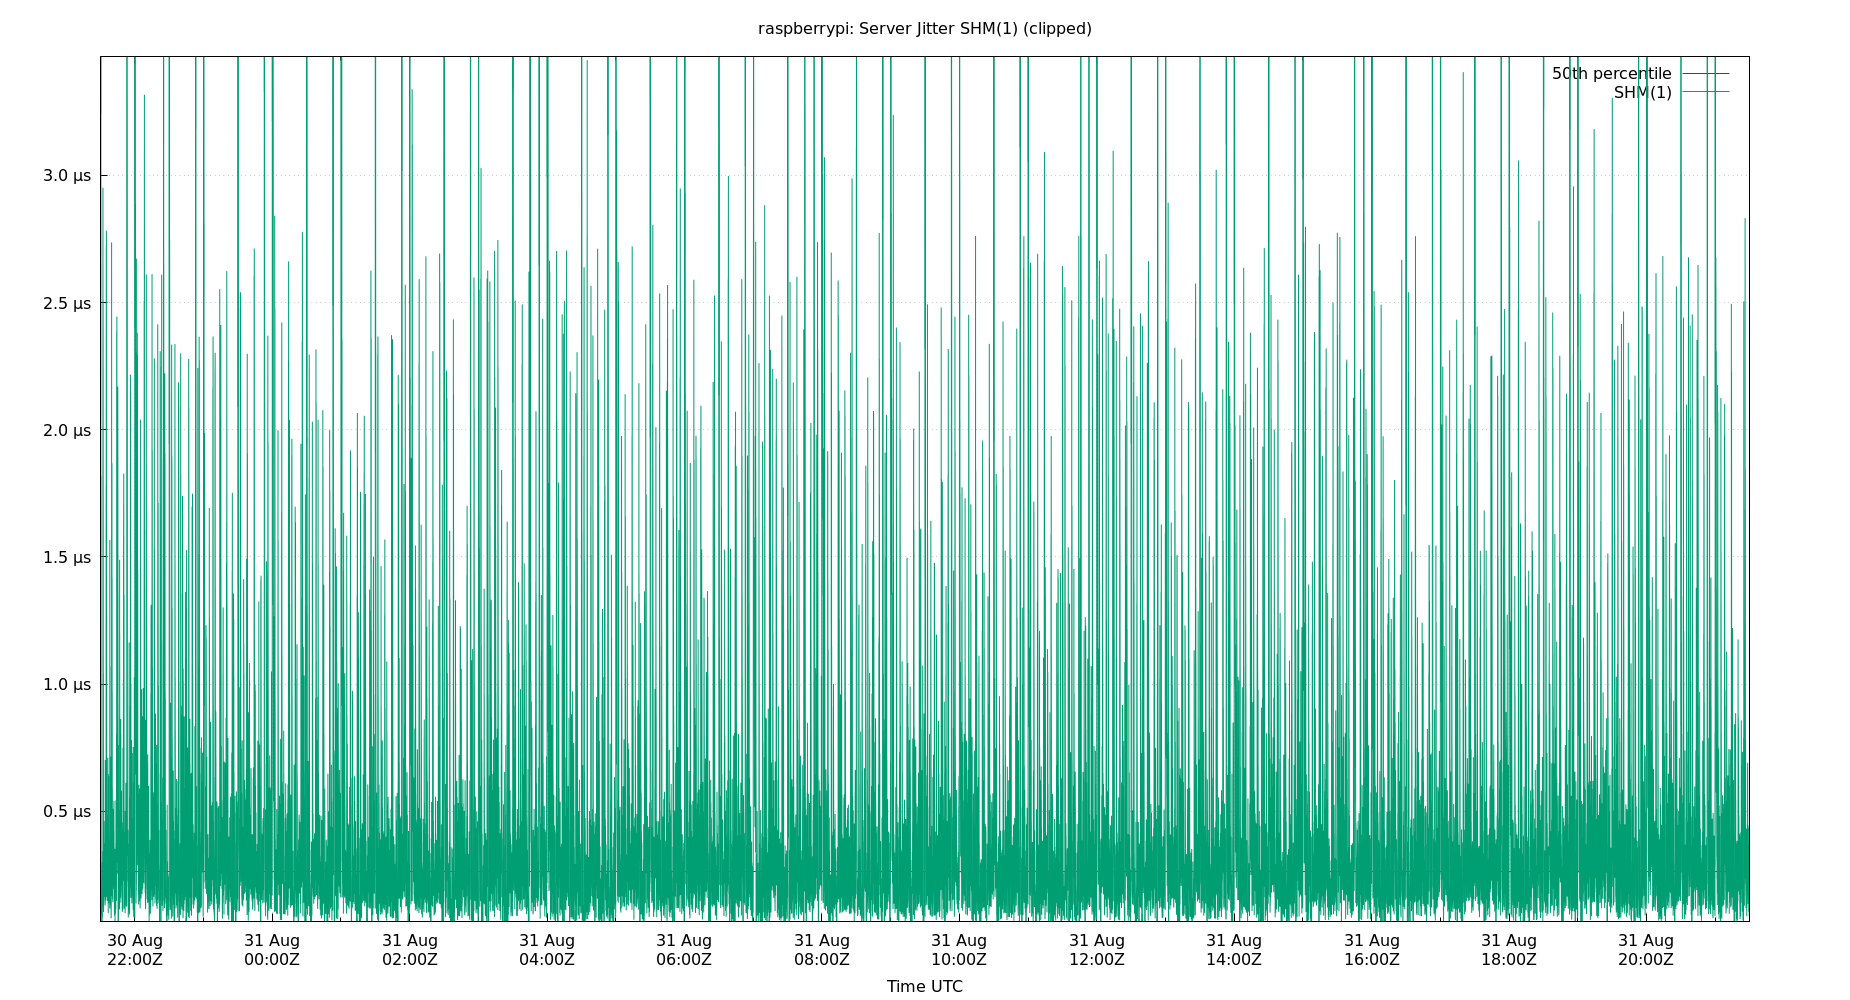 raspberrypi: Server Jitter SHM(1) (clipped)
50th percentile
SHM(1)
3.0 µs
2.5 µs
2.0 µs
1.5 µs
1.0 µs
0.5 µs
30 Aug 31 Aug 31 Aug 31 Aug 31 Aug 31 Aug 31 Aug 31 Aug 31 Aug 31 Aug 31 Aug 31 Aug
22:00Z 00:00Z 02:00Z 04:00Z 06:00Z 08:00Z 10:00Z 12:00Z 14:00Z 16:00Z 18:00Z 20:00Z
Time UTC